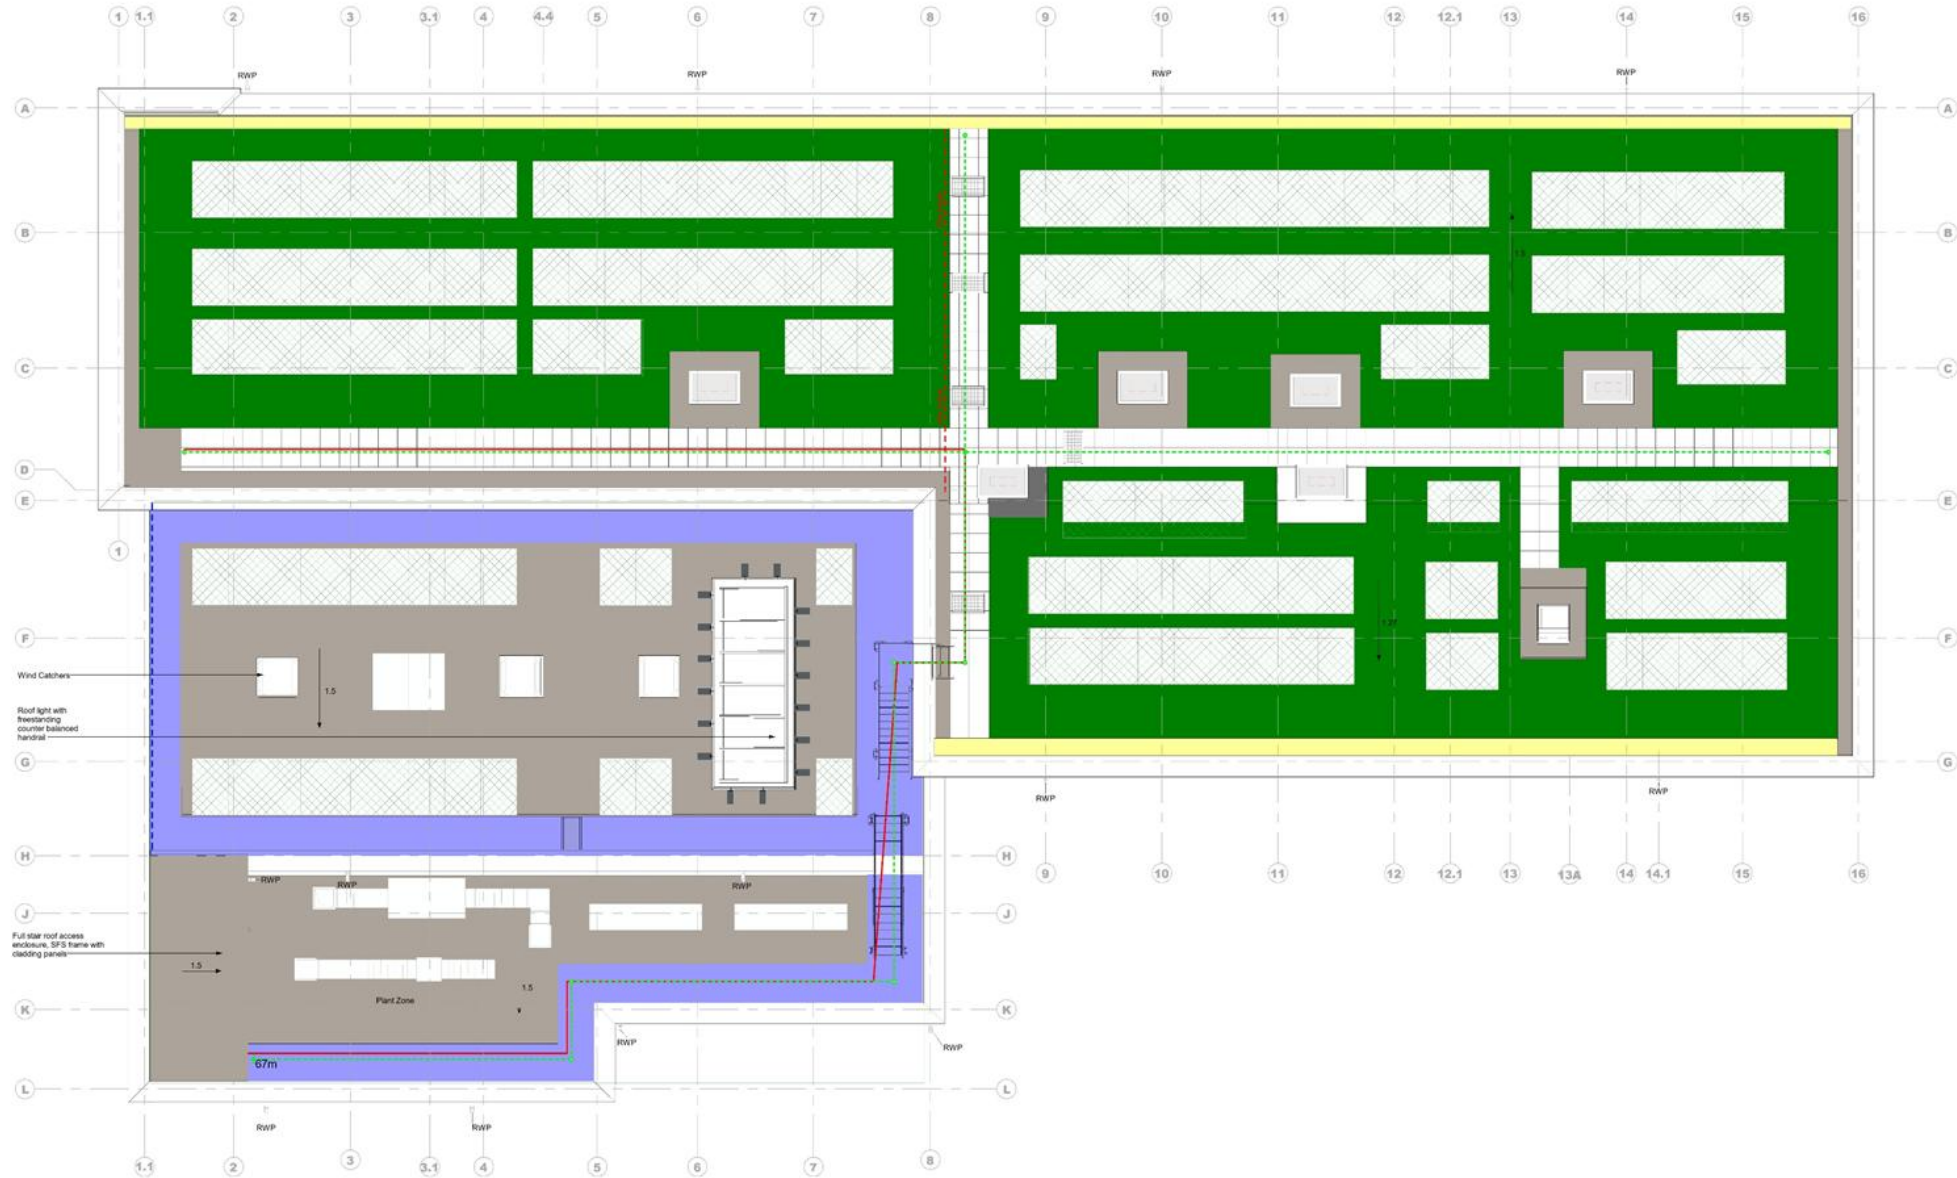 1 1.1 2 3 3.1 4 4.4 5 6 7 8 9 10 11 12 12.1 13 14 15 16
RWP RWP RWP RWP
A A
B B
1.5
C C
D
E E
1
F F
Wind Catchers
1.5
Roof light with
freestanding
counter balanced
handrail
G G
RWP RWP
H H
9 10 11 12 12.1 13 13A 14 14.1 15 16
RWP RWP RWP
J J
Full stair roof access
enclosure, SFS frame with
cladding panels
1.5
1.5
Plant Zone
K K
RWP RWP
67m
L L
RWP RWP
1.1 2 3 3.1 4 5 6 7 8